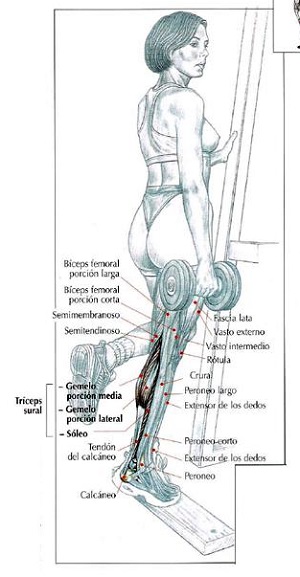 Bíceps femoral
porción larga
Bíceps femoral
porción corta
Semimembranoso
Semitendinoso
Tríceps
sural
Gemelo
porción media
Gemelo
porción lateral
Sóleo
Tendón
del calcáneo
Calcáneo
Fascia lata
Vasto externo
Vasto intermedio
Rótula
Crural
Peroneo largo
Extensor de los dedos
Peroneo corto
Extensor de los dedos
Peroneo